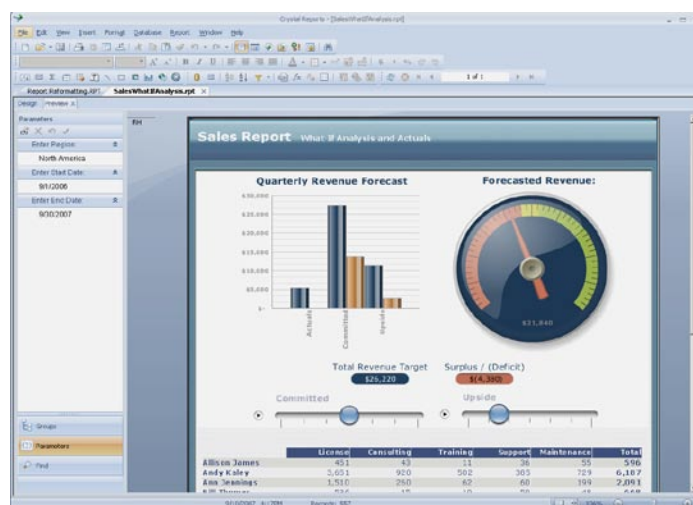 Crystal Reports - [SalesWhatIfAnalysis.rpt]
File Edit View Insert Format Database Report Window Help
1 of 1
Report Reformatting.RPT SalesWhatIfAnalysis.rpt
Design Preview
Parameters
RH
Enter Region:
North America
Enter Start Date:
9/1/2006
Enter End Date:
9/30/2007
Groups
Parameters
Find
Sales Report What If Analysis and Actuals
Quarterly Revenue Forecast
$30,000
$25,000
$20,000
$15,000
$10,000
$5,000
$-
Actuals
Committed
Upside
Forecasted Revenue:
$21,840
Total Revenue Target Surplus / (Deficit)
$26,220 $(4,380)
Committed Upside
License Consulting Training Support Maintenance Total
Allison James 451 43 11 36 55 596
Andy Kaley 3,651 920 502 385 729 6,187
Ann Jennings 1,510 260 62 60 199 2,091